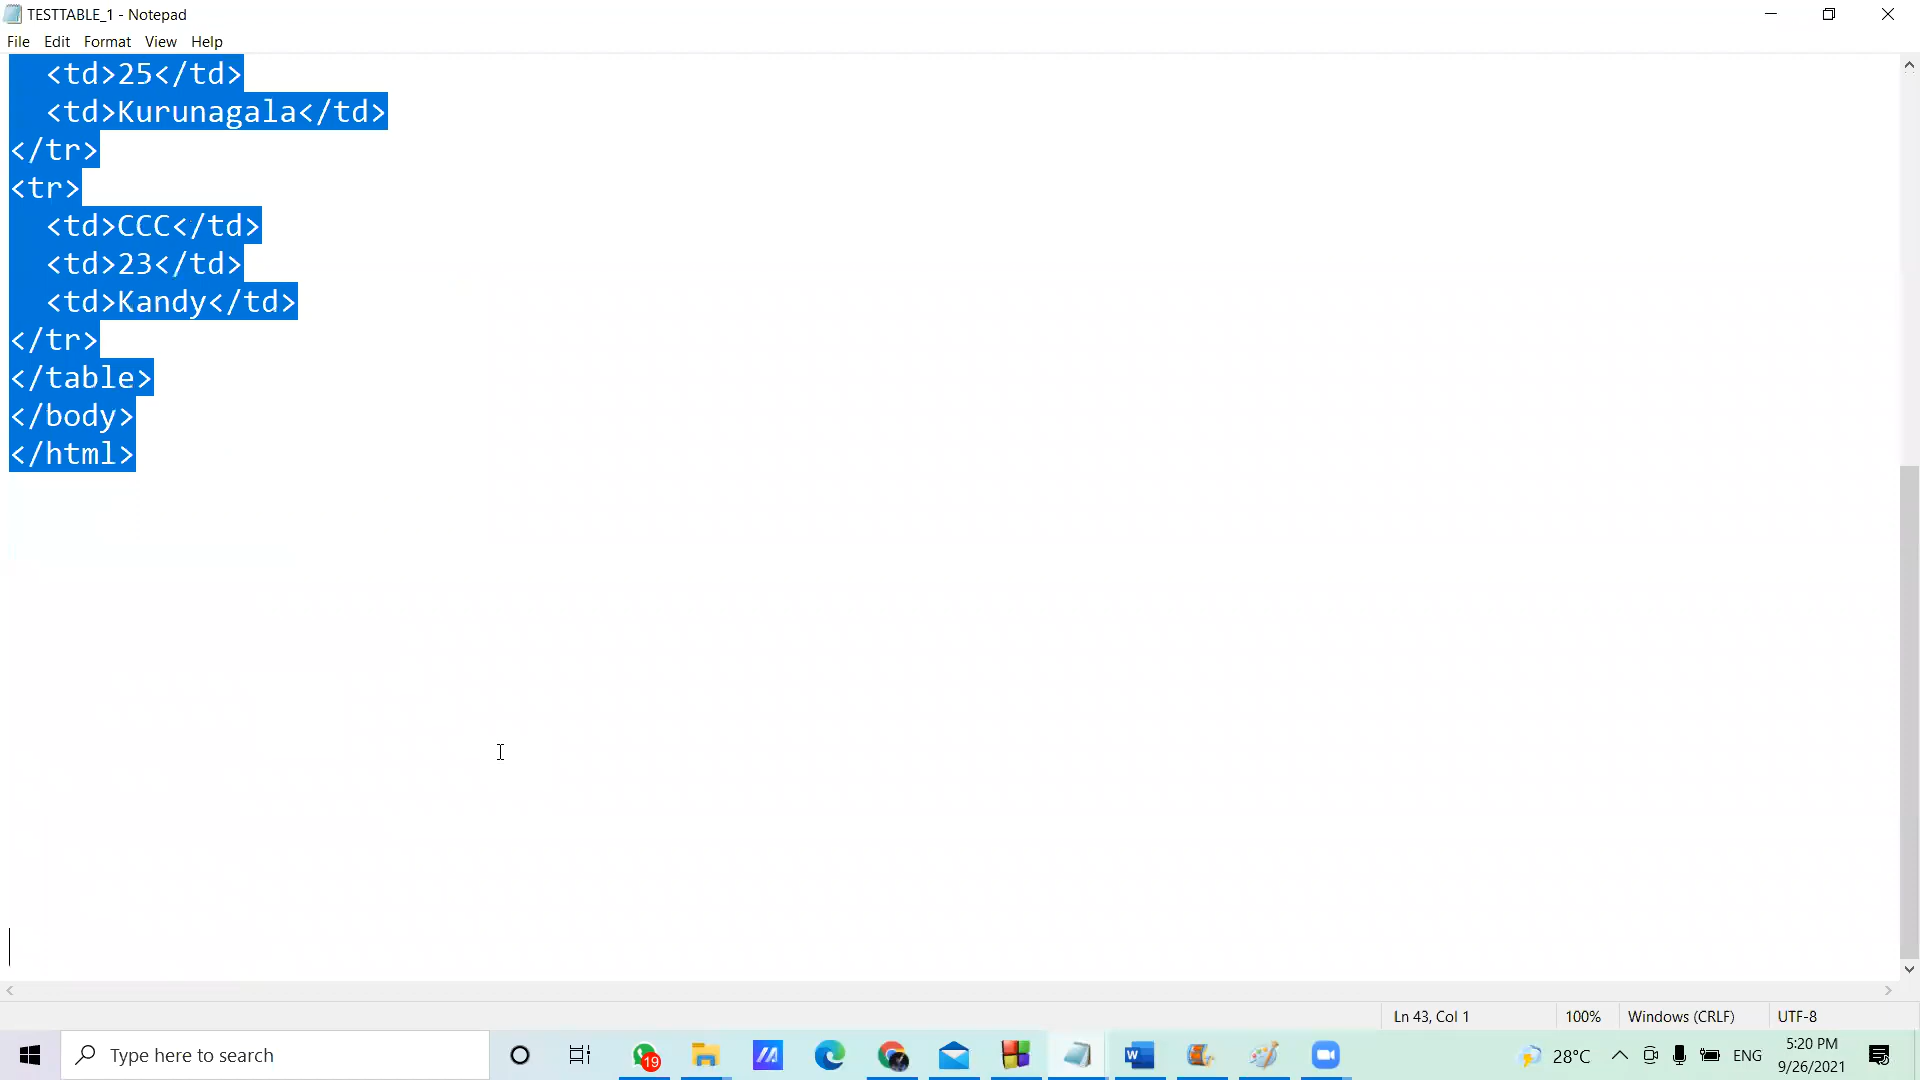 TESTTABLE_1 - Notepad
File Edit Format View Help
<td>25</td>
<td>Kurunagala</td>
</tr>
<tr>
<td>CCC</td>
<td>23</td>
<td>Kandy</td>
</tr>
</table>
</body>
</html>
Ln 43, Col 1 100% Windows (CRLF) UTF-8
Type here to search 19 W 28°C ENG 5:20 PM
9/26/2021